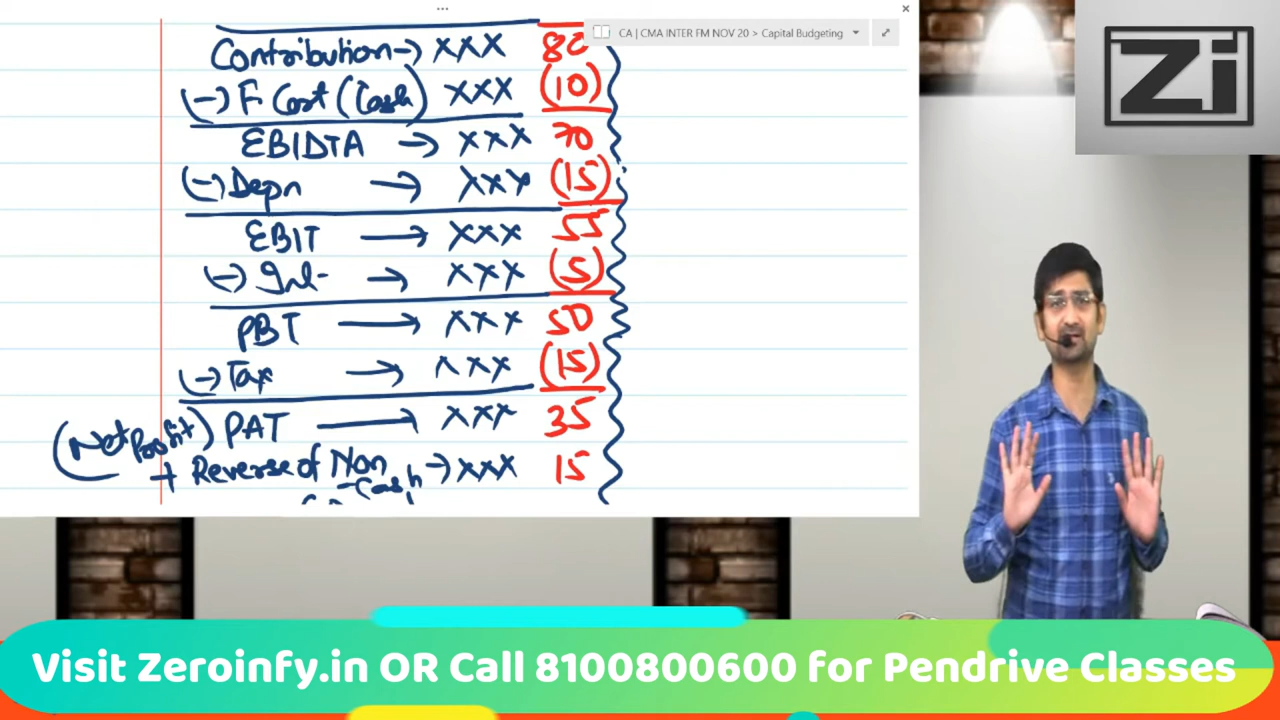 CA | CMA INTER FM NOV 20 > Capital Budgeting
Zi
Contribution → XXX 80
(-) F Cost (Cash) XXX (10)
EBIDTA → XXX 70
(-) Depn → XXX (15)
EBIT → XXX 55
(-) Int → XXX (5)
PBT → XXX 50
(-) Tax → XXX (15)
(Net Profit) PAT → XXX 35
+ Reverse of Non → XXX 15
-Cash
Visit Zeroinfy.in OR Call 8100800600 for Pendrive Classes